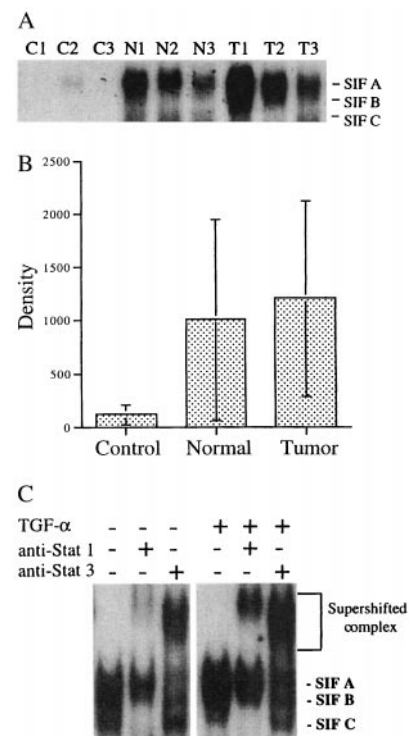 A
C1 C2 C3 N1 N2 N3 T1 T2 T3
- SIF A
- SIF B
- SIF C
B
2500
2000
1500
1000
500
0
Density
Control Normal Tumor
C
TGF-α - - - + + +
anti-Stat 1 - + - - + -
anti-Stat 3 - - + - - +
Supershifted
complex
- SIF A
- SIF B
- SIF C